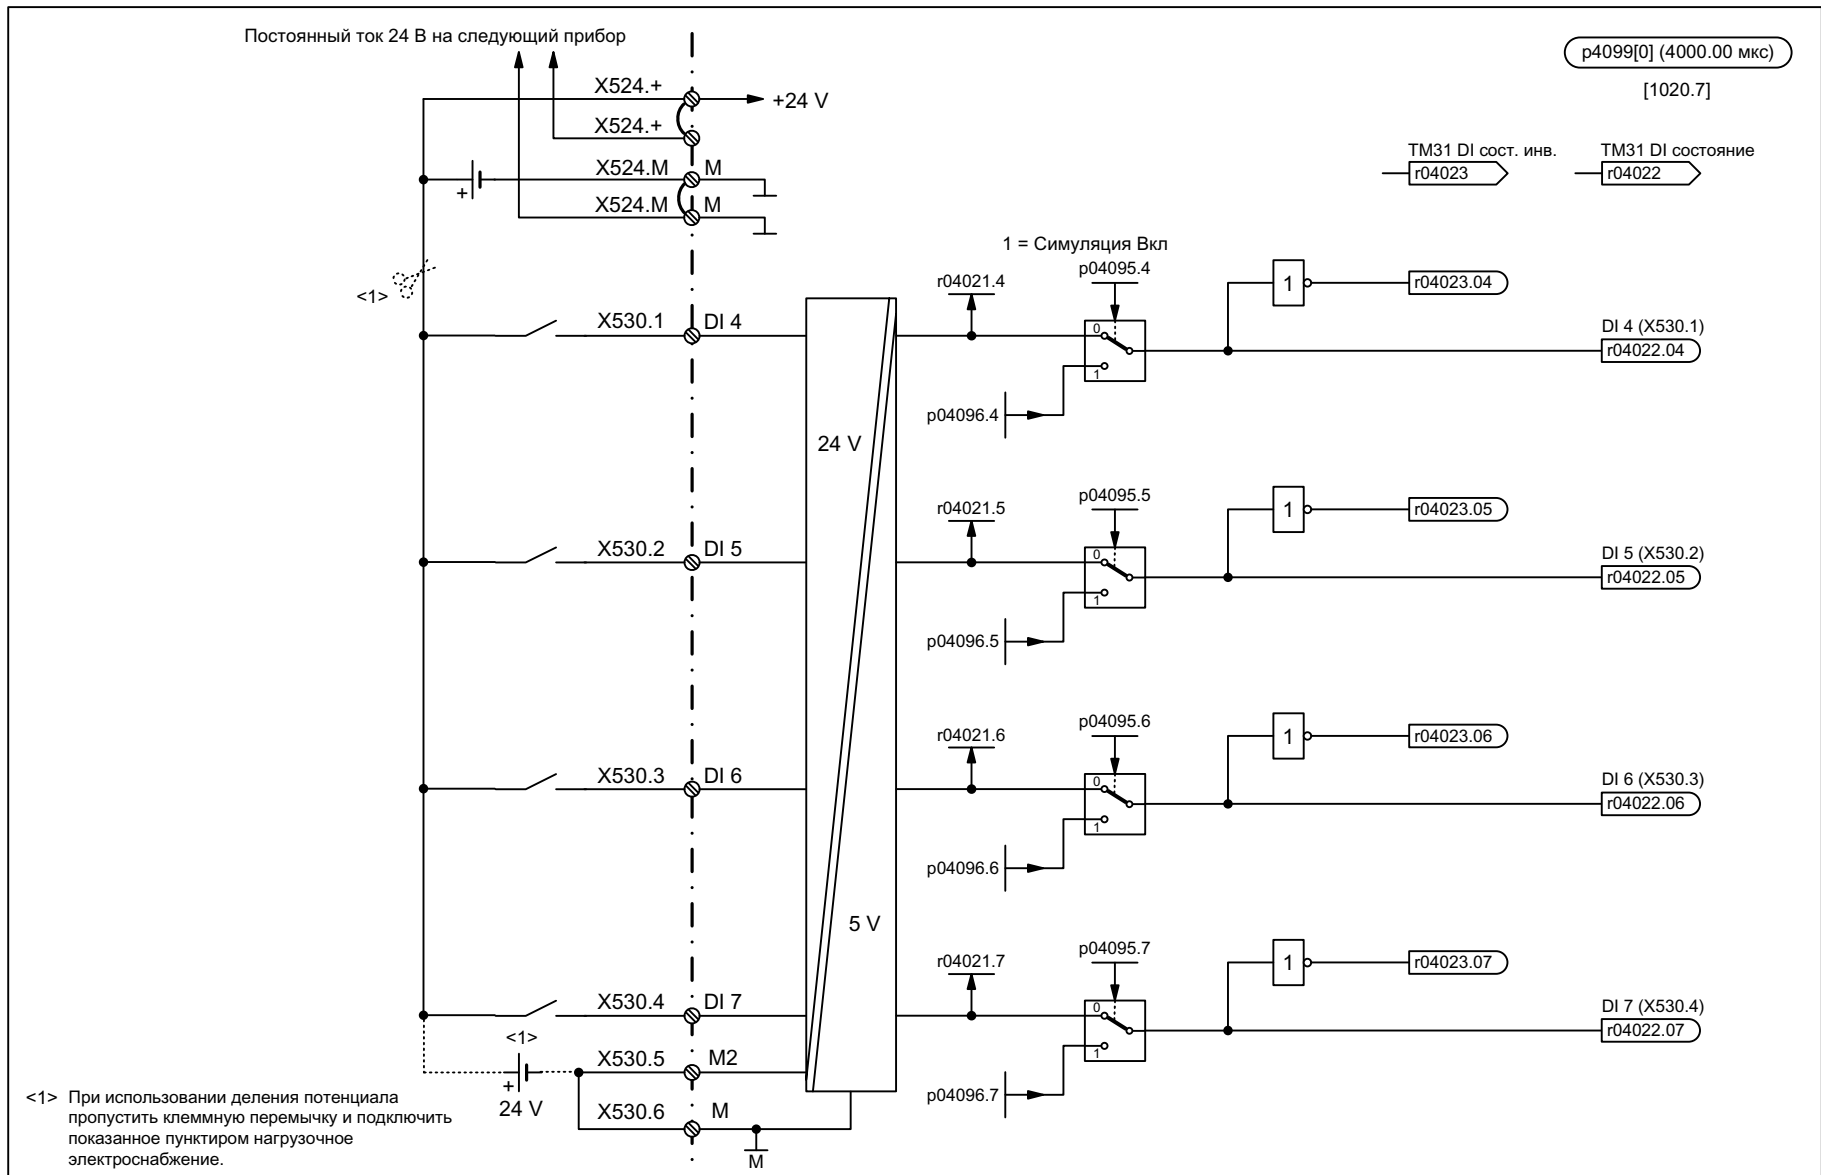 Постоянный ток 24 В на следующий прибор
p4099[0] (4000.00 мкс)
[1020.7]
X524.+
+24 V
X524.+
TM31 DI сост. инв.
r04023
TM31 DI состояние
r04022
X524.M
M
+
X524.M
M
<1>
1 = Симуляция Вкл
p04095.4
r04021.4
1
r04023.04
X530.1
DI 4
0
1
DI 4 (X530.1)
r04022.04
p04096.4
24 V
p04095.5
r04021.5
1
r04023.05
X530.2
DI 5
0
1
DI 5 (X530.2)
r04022.05
p04096.5
p04095.6
r04021.6
1
r04023.06
X530.3
DI 6
0
1
DI 6 (X530.3)
r04022.06
p04096.6
5 V
p04095.7
r04021.7
1
r04023.07
X530.4
DI 7
0
1
DI 7 (X530.4)
r04022.07
<1>
X530.5
M2
+
24 V
p04096.7
X530.6
M
M
<1> При использовании деления потенциала
пропустить клеммную перемычку и подключить
показанное пунктиром нагрузочное
электроснабжение.